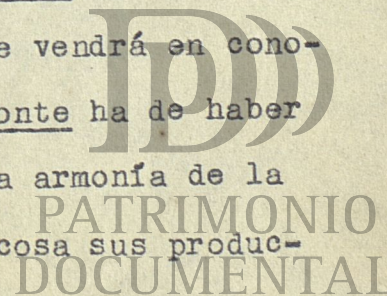 e vendrá en cono-
onte ha de haber
a armonía de la
PATRIMONIO
cosa sus produc-
DOCUMENTAL